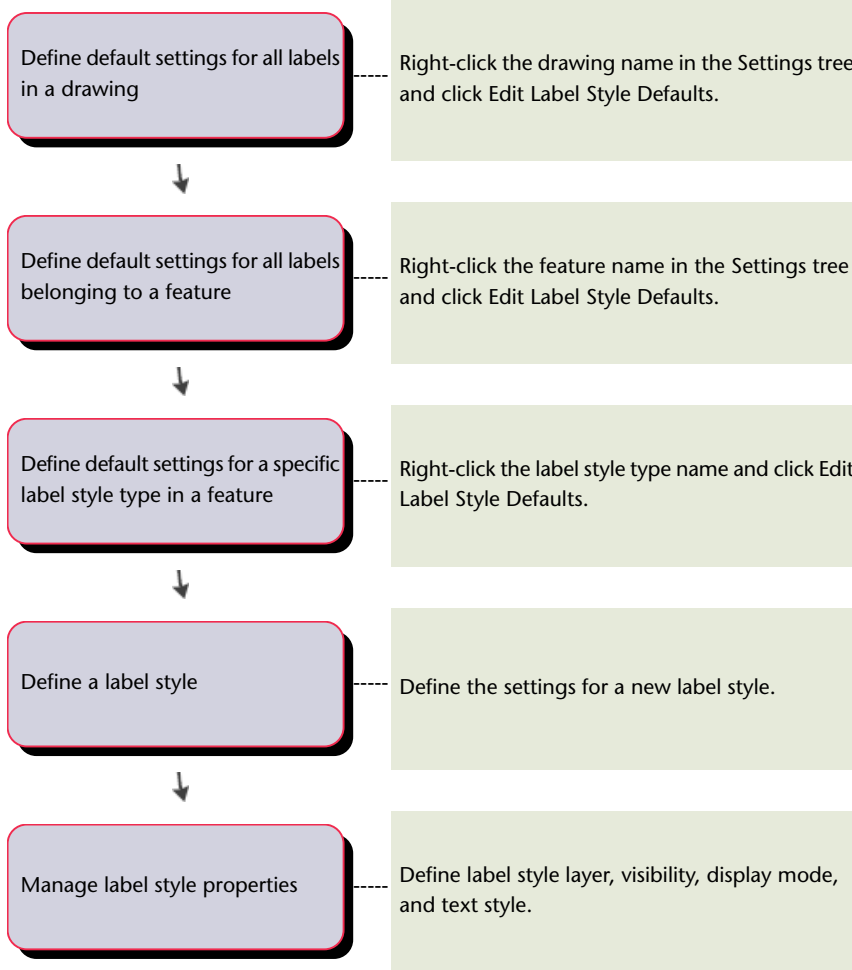 Define default settings for all labels
in a drawing
Right-click the drawing name in the Settings tree
and click Edit Label Style Defaults.
Define default settings for all labels
belonging to a feature
Right-click the feature name in the Settings tree
and click Edit Label Style Defaults.
Define default settings for a specific
label style type in a feature
Right-click the label style type name and click Edit
Label Style Defaults.
Define a label style
Define the settings for a new label style.
Manage label style properties
Define label style layer, visibility, display mode,
and text style.